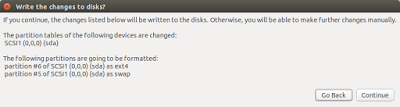 Write the changes to disks?
If you continue, the changes listed below will be written to the disks. Otherwise, you will be able to make further changes manually.
The partition tables of the following devices are changed:
SCSI1 (0,0,0) (sda)
The following partitions are going to be formatted:
partition #6 of SCSI1 (0,0,0) (sda) as ext4
partition #5 of SCSI1 (0,0,0) (sda) as swap
Go Back
Continue